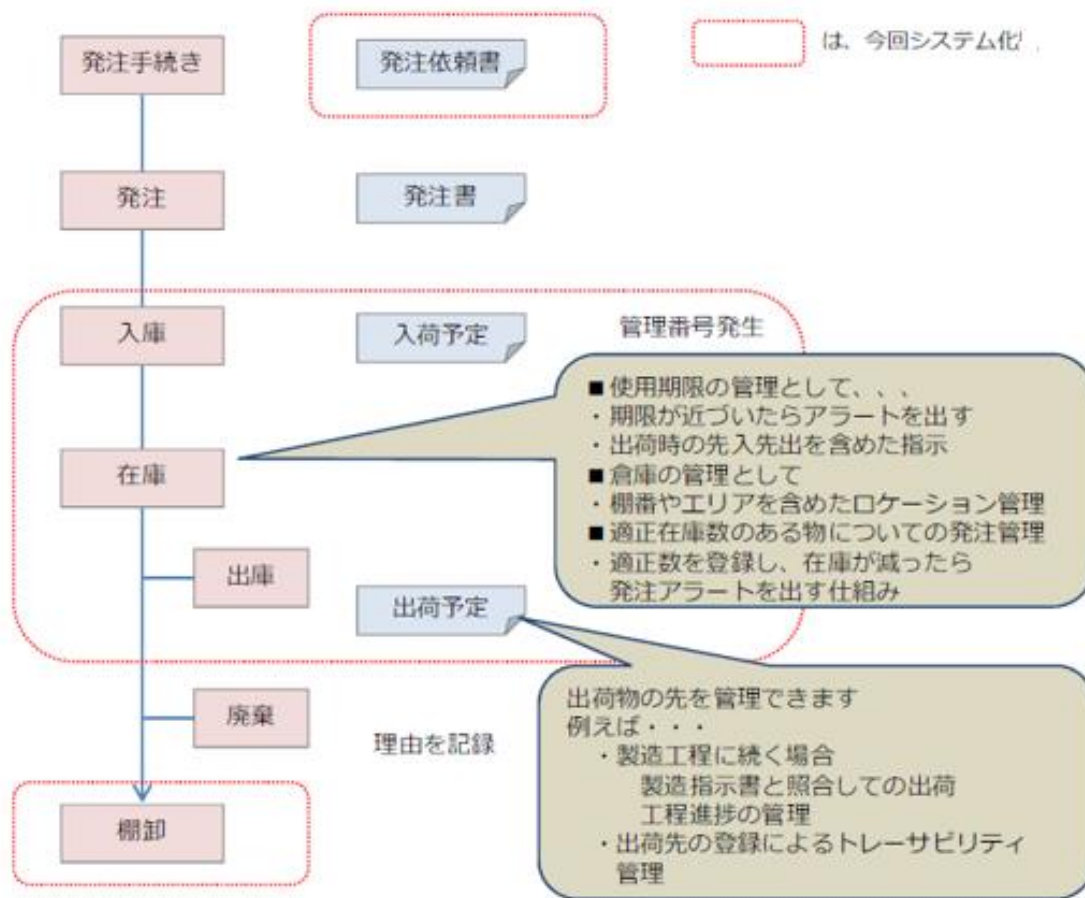 発注手続き
発注依頼書
は、今回システム化
発注
発注書
入庫
入荷予定
管理番号発生
■使用期限の管理として、、、
・期限が近づいたらアラートを出す
・出荷時の先入先出を含めた指示
■倉庫の管理として
・棚番やエリアを含めたロケーション管理
■適正在庫数のある物についての発注管理
・適正数を登録し、在庫が減ったら
発注アラートを出す仕組み
在庫
出庫
出荷予定
廃棄
理由を記録
出荷物の先を管理できます
例えば・・・
・製造工程に続く場合
製造指示書と照合しての出荷
工程進捗の管理
・出荷先の登録によるトレーサビリティ
管理
棚卸